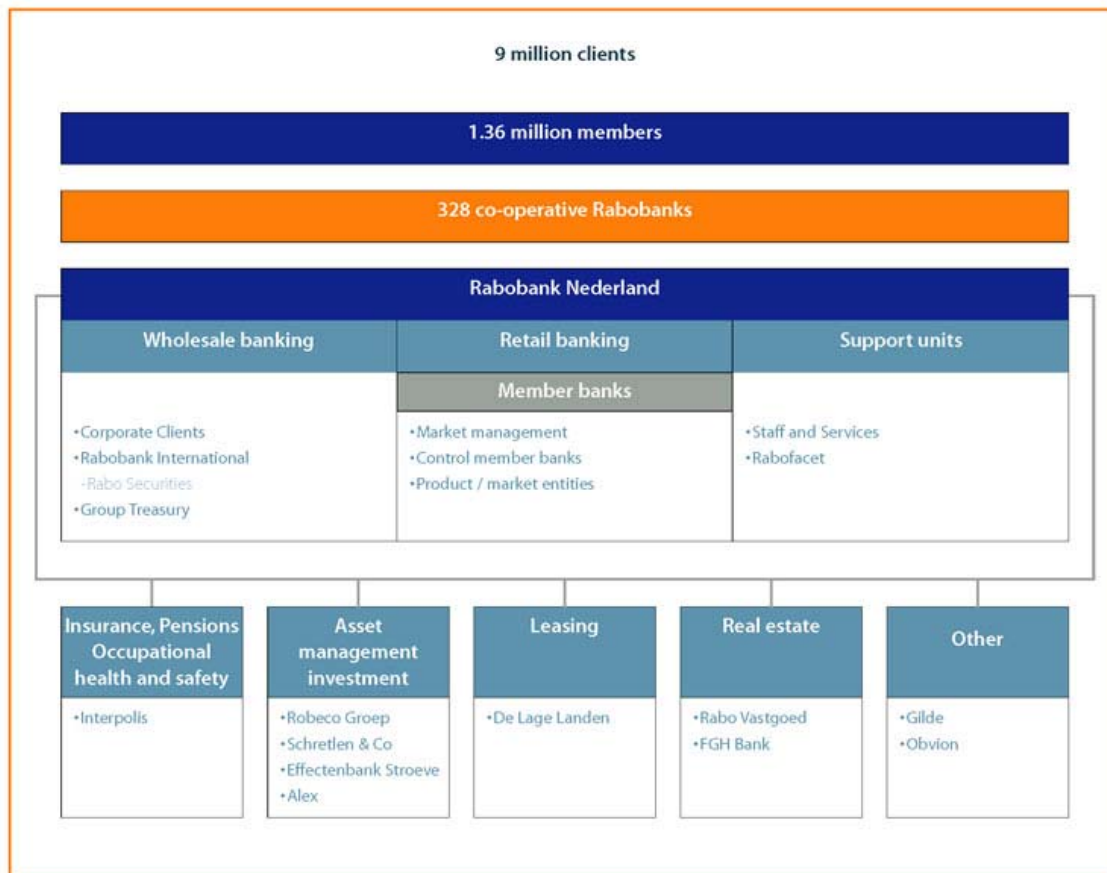 9 million clients
1.36 million members
328 co-operative Rabobanks
Rabobank Nederland
Wholesale banking
Retail banking
Support units
Member banks
•Corporate Clients
•Rabobank International
-Rabo Securities
•Group Treasury
•Market management
•Control member banks
•Product / market entities
•Staff and Services
•Rabofacet
Insurance, Pensions
Occupational
health and safety
•Interpolis
Asset
management
investment
•Robeco Groep
•Schretlen & Co
•Effectenbank Stroeve
•Alex
Leasing
•De Lage Landen
Real estate
•Rabo Vastgoed
•FGH Bank
Other
•Gilde
•Obvion